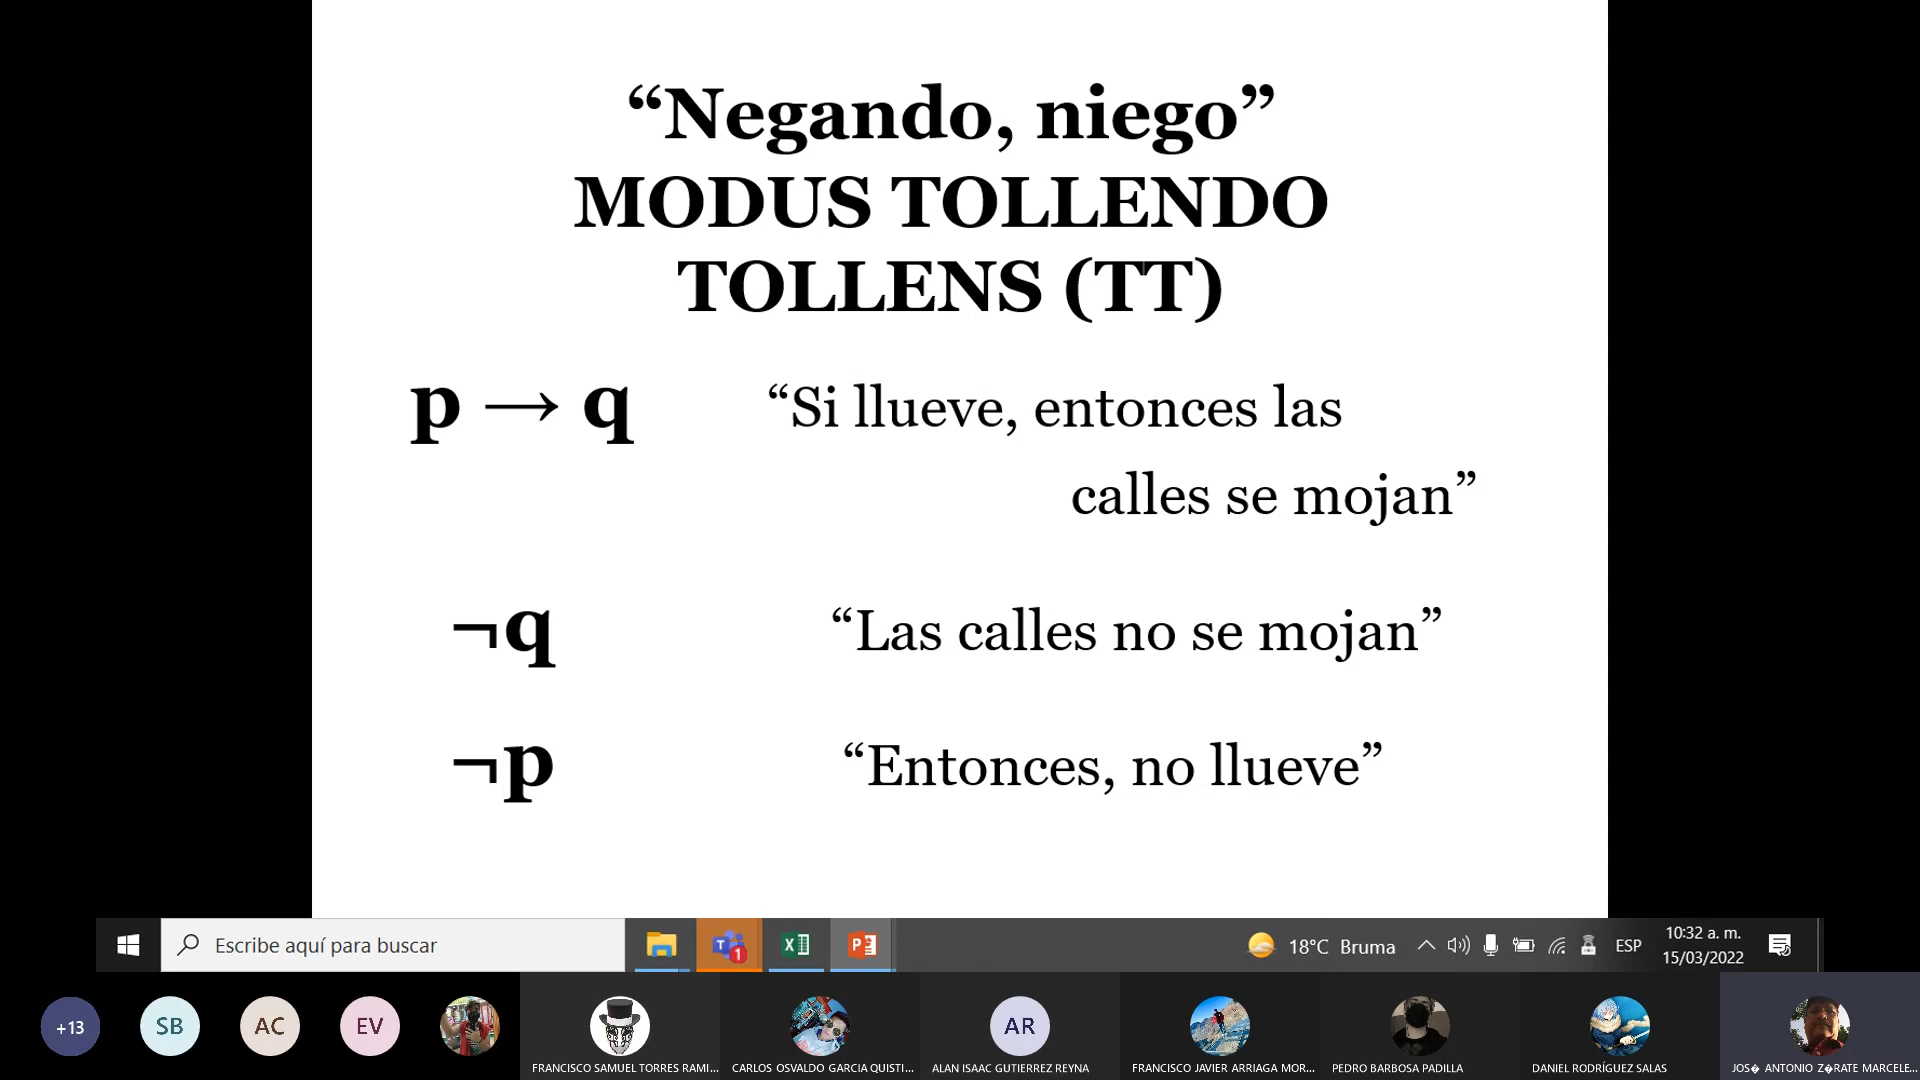 “Negando, niego”
MODUS TOLLENDO
TOLLENS (TT)
p → q “Si llueve, entonces las
calles se mojan”
¬q “Las calles no se mojan”
¬p “Entonces, no llueve”
Escribe aquí para buscar
1
18°C Bruma
ESP
10:32 a. m.
15/03/2022
+13
SB
AC
EV
AR
FRANCISCO SAMUEL TORRES RAMI...
CARLOS OSVALDO GARCIA QUISTI...
ALAN ISAAC GUTIERREZ REYNA
FRANCISCO JAVIER ARRIAGA MOR...
PEDRO BARBOSA PADILLA
DANIEL RODRÍGUEZ SALAS
JOS� ANTONIO Z�RATE MARCELE...